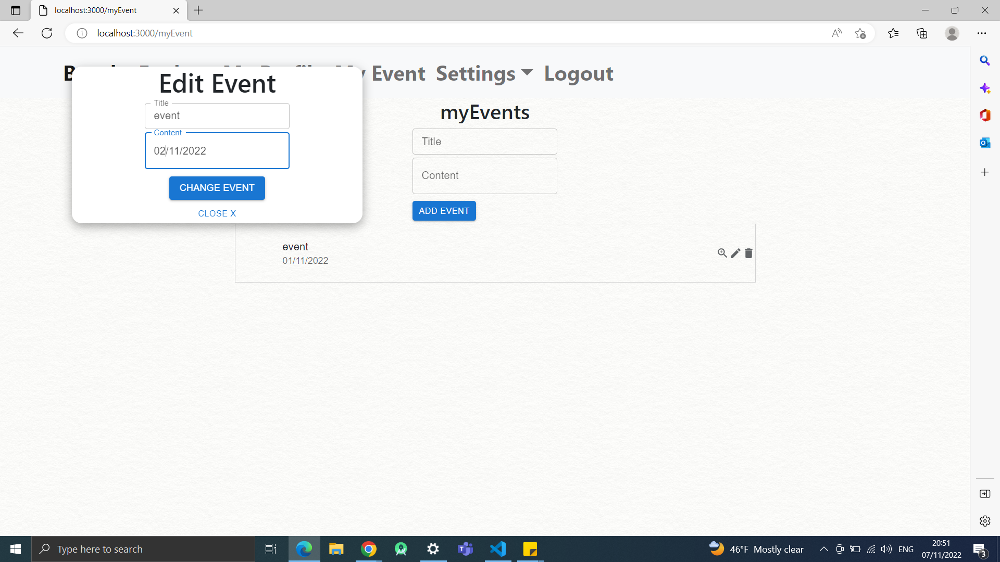 localhost:3000/myEvent
localhost:3000/myEvent
My Event Settings Logout
Edit Event
Title
event
Content
02/11/2022
CHANGE EVENT
CLOSE X
myEvents
Title
Content
ADD EVENT
event
01/11/2022
Type here to search
46°F Mostly clear
ENG
20:51
07/11/2022
3